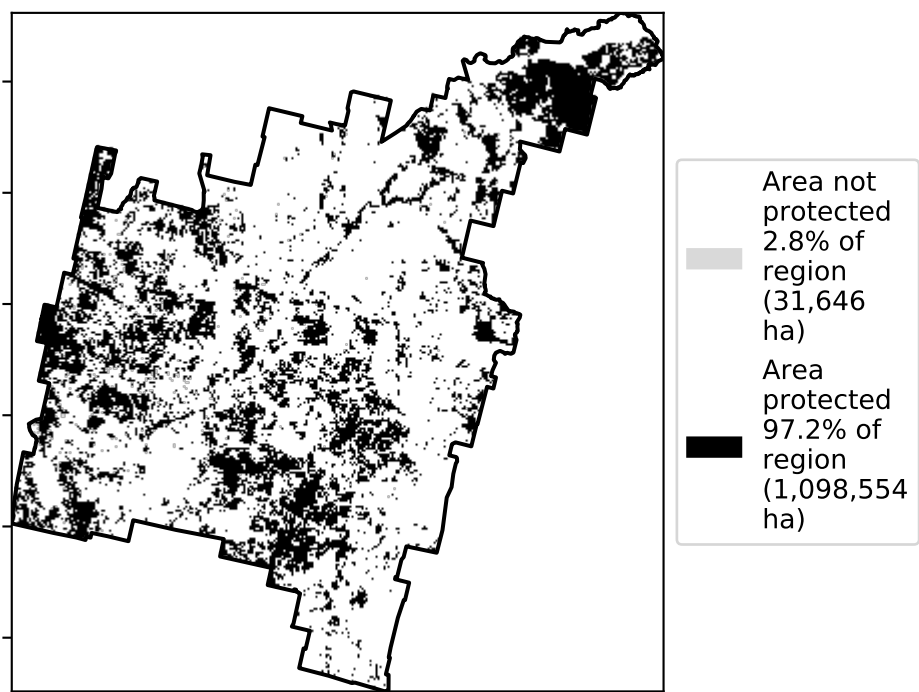 Area not
protected
2.8% of
region
(31,646
ha)
Area
protected
97.2% of
region
(1,098,554
ha)